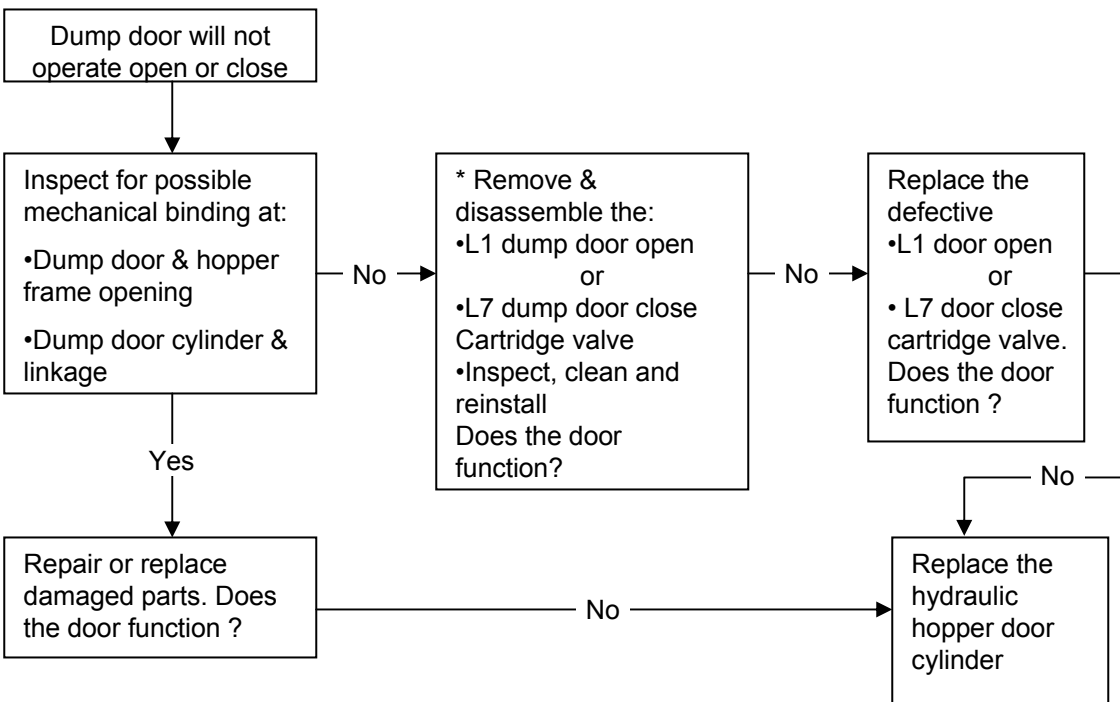 Dump door will not
operate open or close
Inspect for possible
mechanical binding at:
•Dump door & hopper
frame opening
•Dump door cylinder &
linkage
No
* Remove &
disassemble the:
•L1 dump door open
or
•L7 dump door close
Cartridge valve
•Inspect, clean and
reinstall
Does the door
function?
No
Replace the
defective
•L1 door open
or
• L7 door close
cartridge valve.
Does the door
function ?
Yes
No
Repair or replace
damaged parts. Does
the door function ?
No
Replace the
hydraulic
hopper door
cylinder